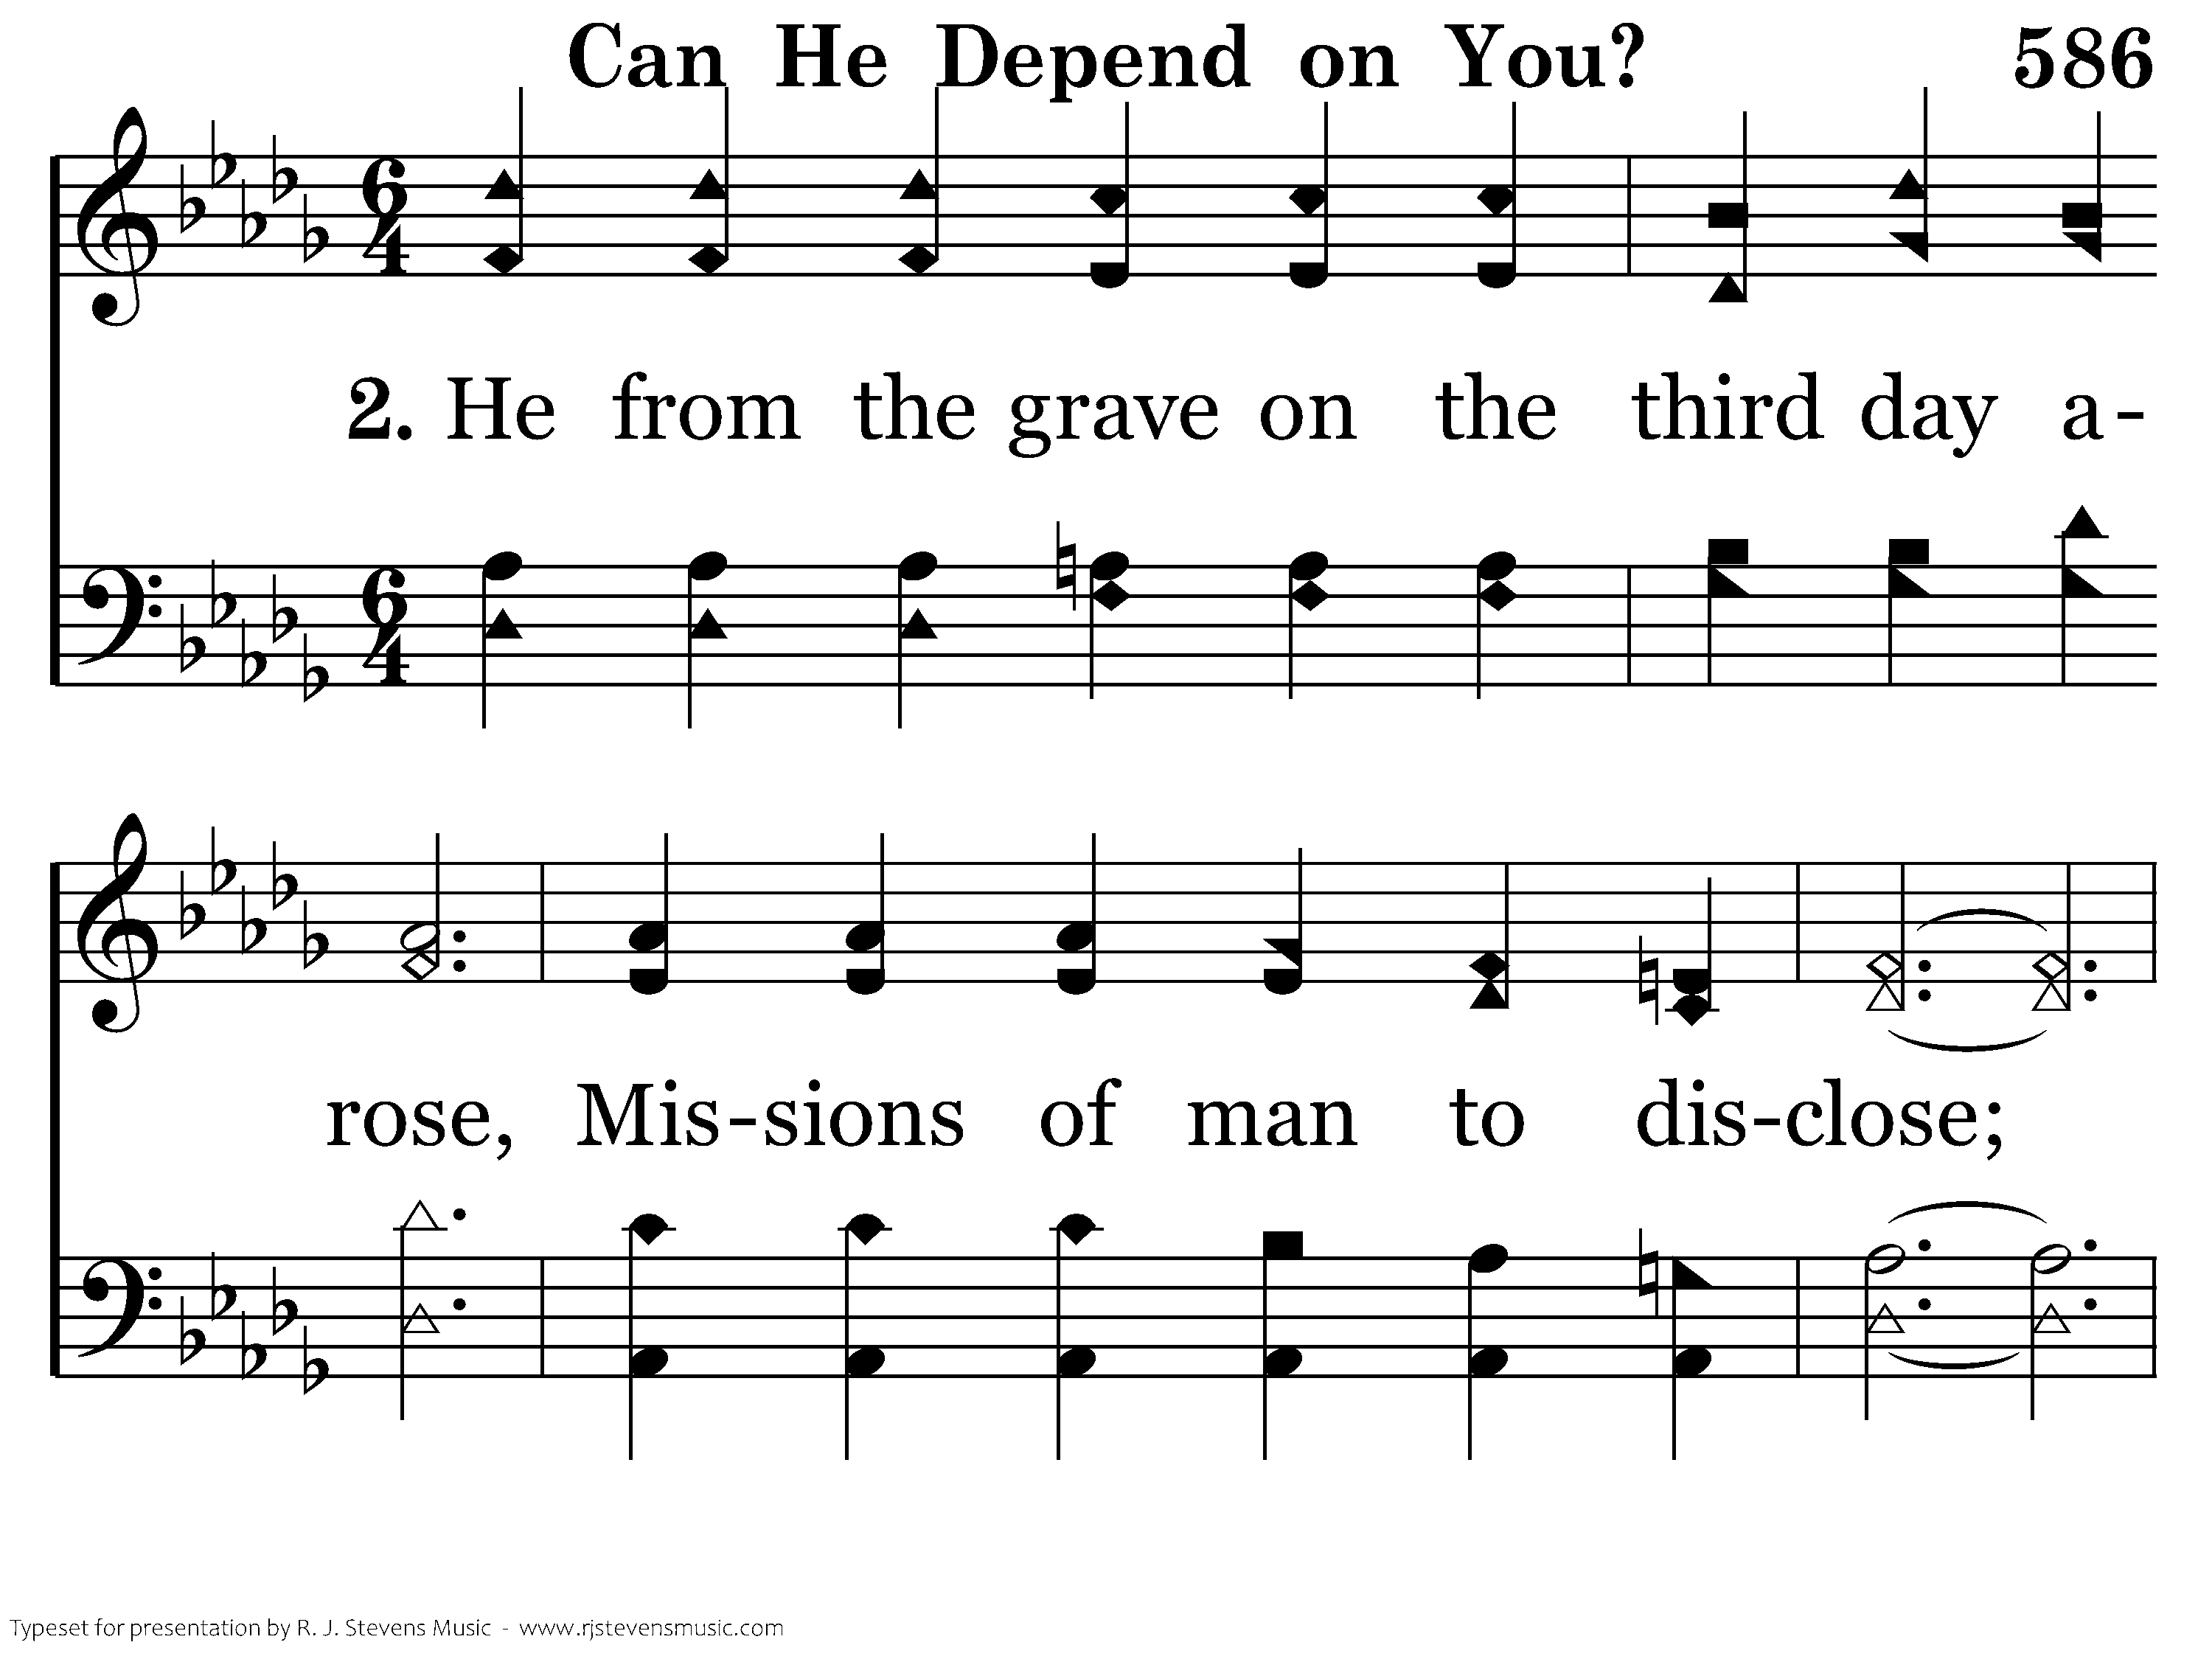 Can He Depend on You? 586
6
4
2. He from the grave on the third day a-
6
4
rose, Mis-sions of man to dis-close;
Typeset for presentation by R. J. Stevens Music - www.rjstevensmusic.com